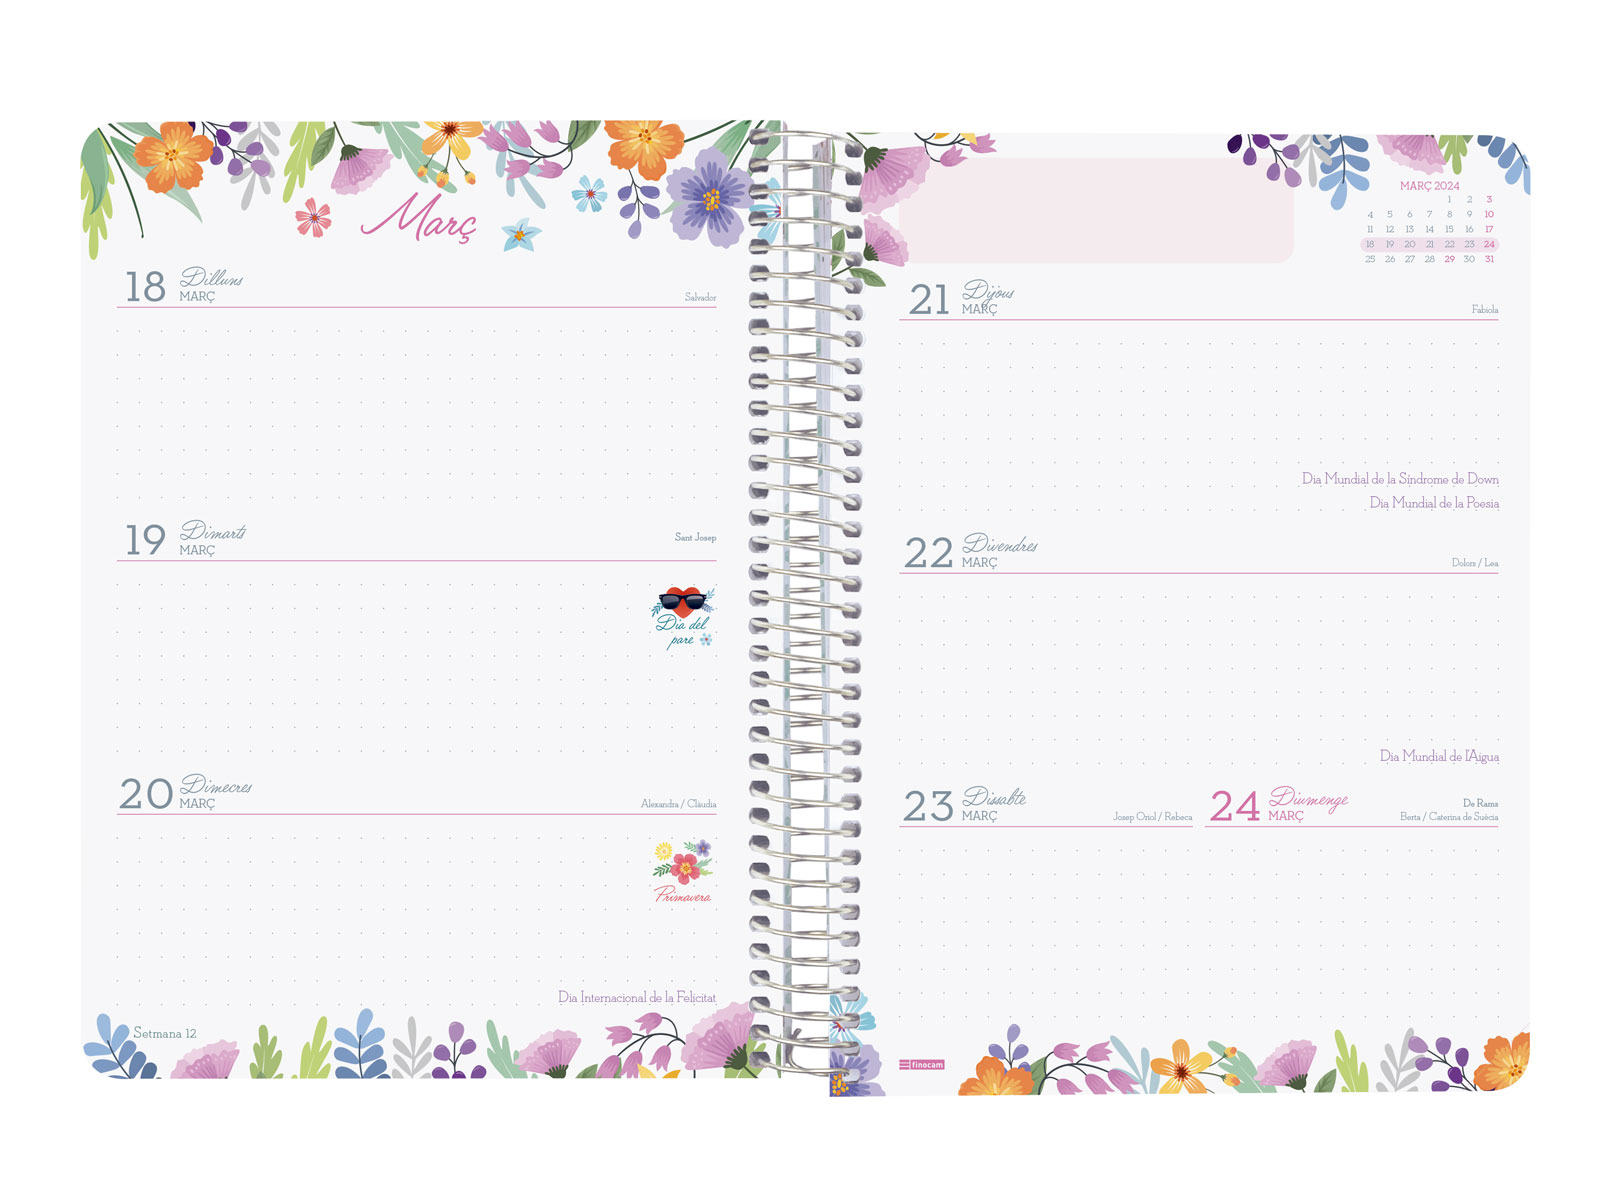 Març
18 Dilluns
MARÇ
Salvador
19 Dimarts
MARÇ
Sant Josep
Dia del
pare
20 Dimecres
MARÇ
Alexandra / Clàudia
Primavera
Dia Internacional de la Felicitat
Setmana 12
MARÇ 2024
1 2 3
4 5 6 7 8 9 10
11 12 13 14 15 16 17
18 19 20 21 22 23 24
25 26 27 28 29 30 31
21 Dijous
MARÇ
Fabiola
Dia Mundial de la Síndrome de Down
Dia Mundial de la Poesia
22 Divendres
MARÇ
Dolors / Lea
Dia Mundial de l'Aigua
23 Dissabte
MARÇ
Josep Oriol / Rebeca
24 Diumenge
MARÇ
De Rams
Berta / Caterina de Suècia
finocam